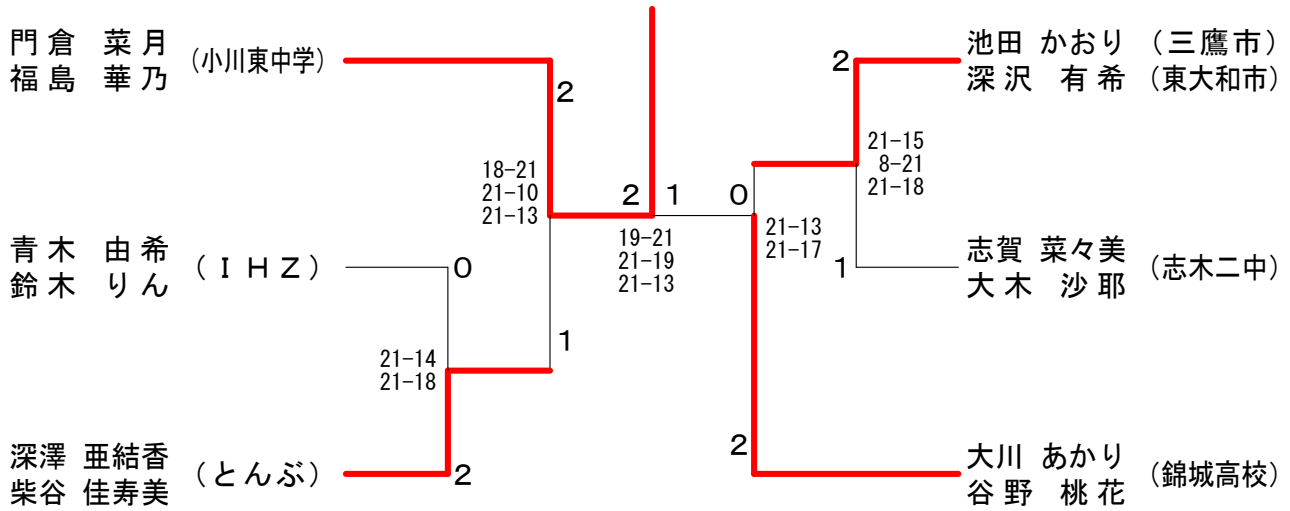 門倉 菜月
福島 華乃
(小川東中学)
2
18-21
21-10
21-13
青木 由希
鈴木 りん
(ＩＨＺ)
0
21-14
21-18
1
深澤 亜結香
柴谷 佳寿美
(とんぶ)
2
2
1
19-21
21-19
21-13
0
21-13
21-17
池田 かおり (三鷹市)
深沢 有希 (東大和市)
2
21-15
8-21
21-18
志賀 菜々美
大木 沙耶
(志木二中)
1
大川 あかり
谷野 桃花
(錦城高校)
2